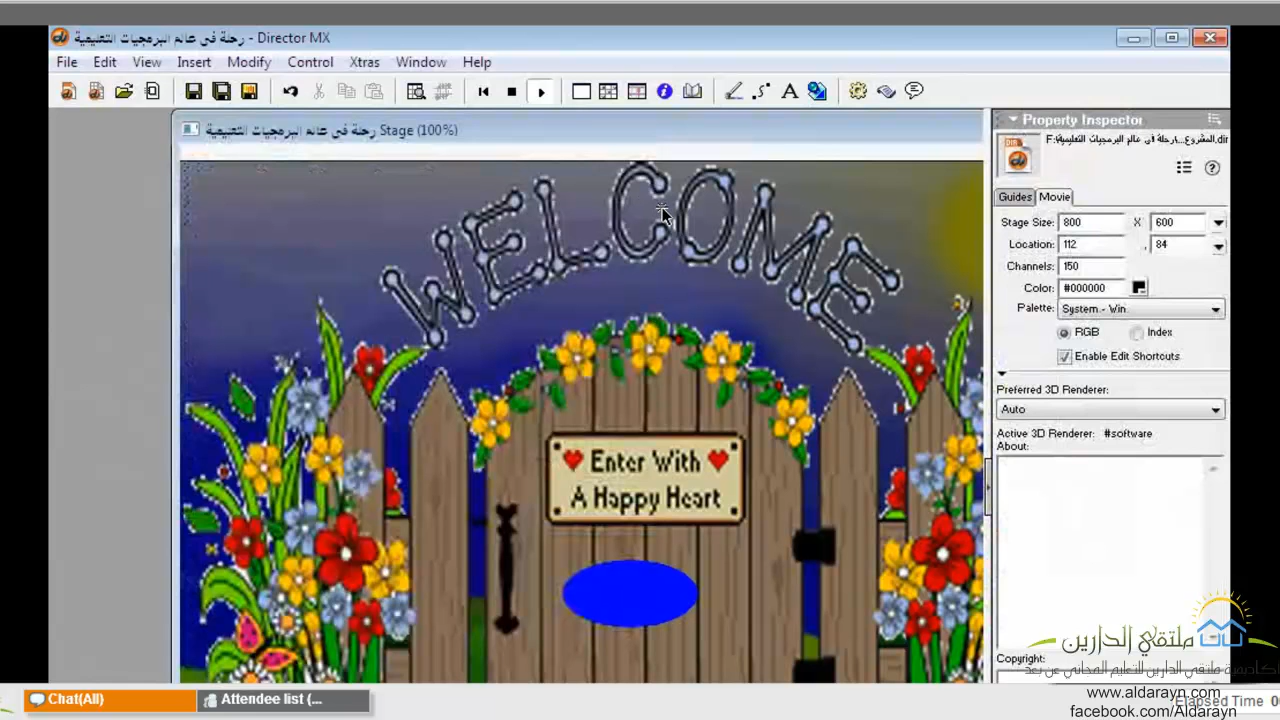 رحلة فى عالم البرمجيات التعليمية - Director MX
File Edit View Insert Modify Control Xtras Window Help
رحلة فى عالم البرمجيات التعليمية Stage (100%)
Property Inspector
Guides Movie
Stage Size: 800 X 600
Location: 112 , 84
Channels: 150
Color: #000000
Palette: System - Win
RGB Index
Enable Edit Shortcuts
Preferred 3D Renderer:
Auto
Active 3D Renderer: #software
About:
Copyright:
WELCOME
Enter With
A Happy Heart
ملتقي الدارين
www.aldarayn.com
facebook.com/Aldarayn
Chat(All)
Attendee list (...
Elapsed Time